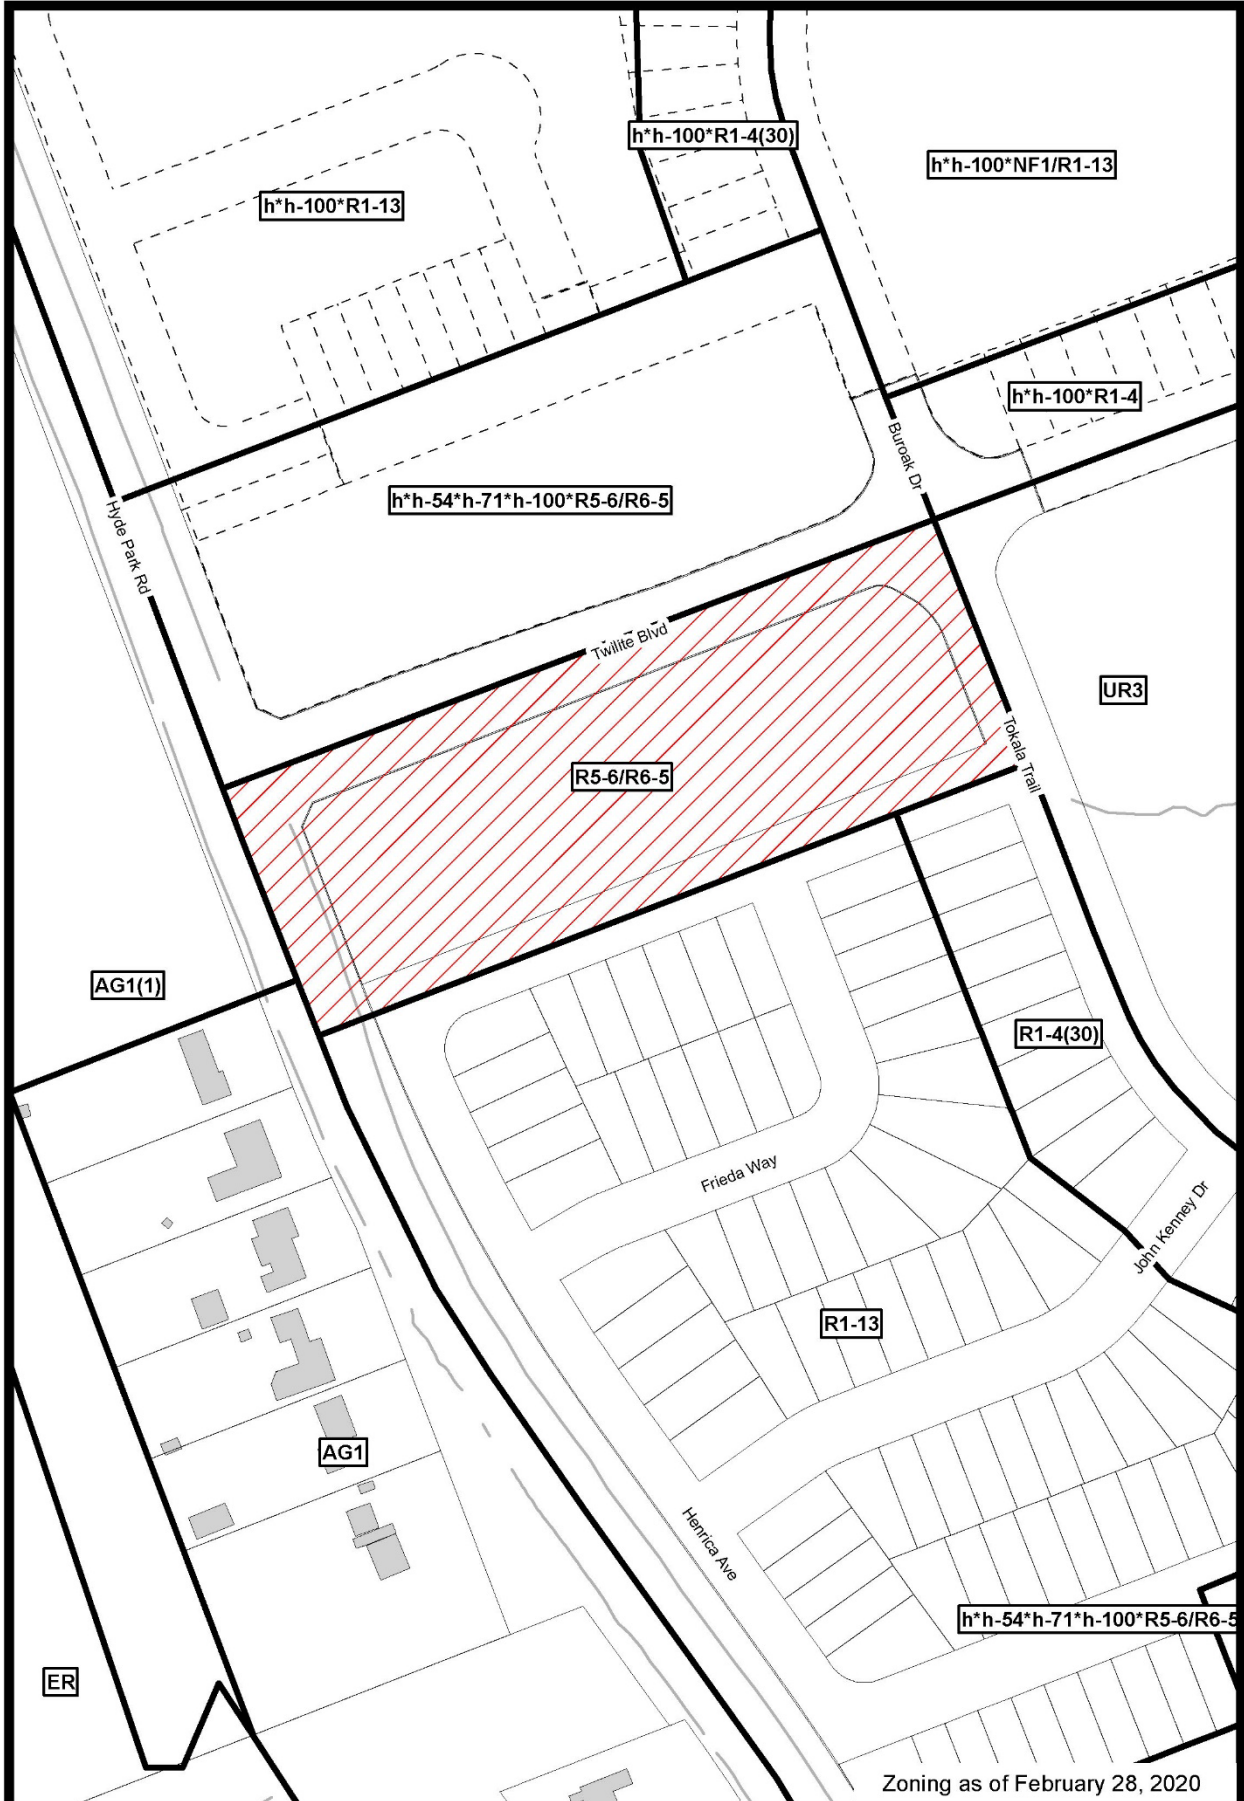 h*h-100*R1-4(30)
h*h-100*NF1/R1-13
h*h-100*R1-13
h*h-100*R1-4
Buroak Dr
h*h-54*h-71*h-100*R5-6/R6-5
Hyde Park Rd
Twilite Blvd
UR3
Tokala Trail
R5-6/R6-5
AG1(1)
R1-4(30)
Frieda Way
John Kenney Dr
R1-13
AG1
Henrica Ave
h*h-54*h-71*h-100*R5-6/R6-5
ER
Zoning as of February 28, 2020